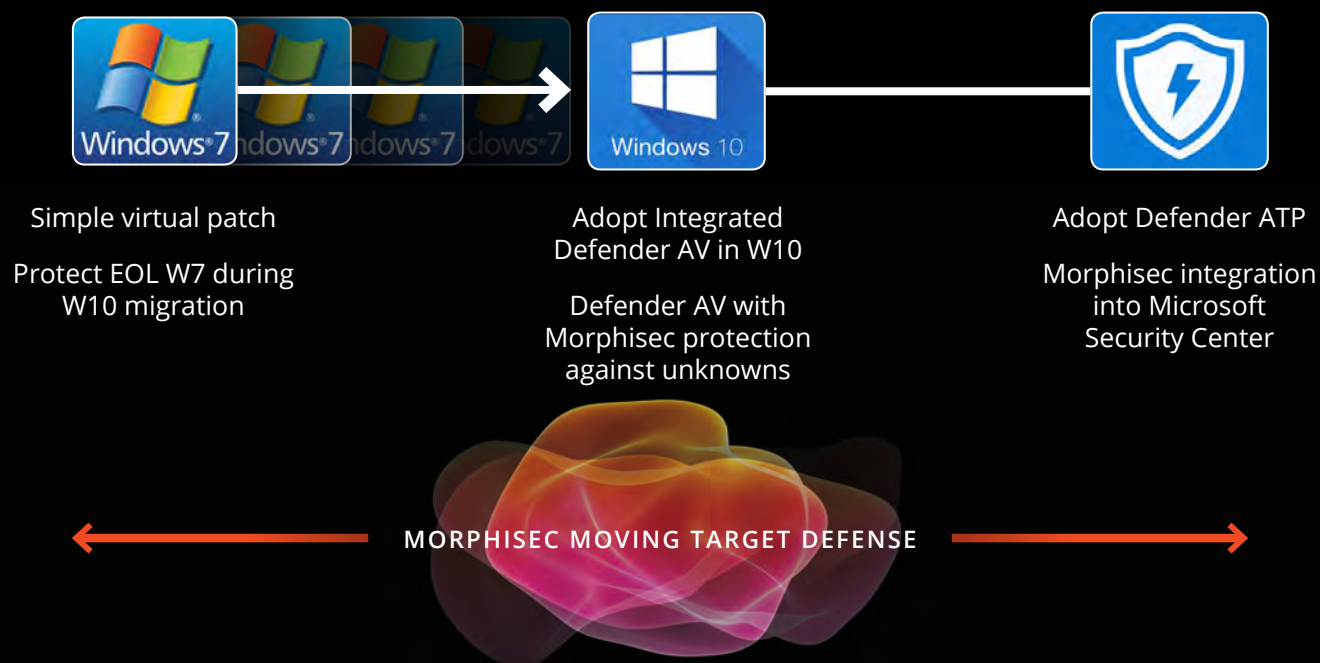 Windows®7
ndows®7
ndows®7
dows®7
Windows 10
Simple virtual patch
Protect EOL W7 during
W10 migration
Adopt Integrated
Defender AV in W10
Defender AV with
Morphisec protection
against unknowns
Adopt Defender ATP
Morphisec integration
into Microsoft
Security Center
MORPHISEC MOVING TARGET DEFENSE